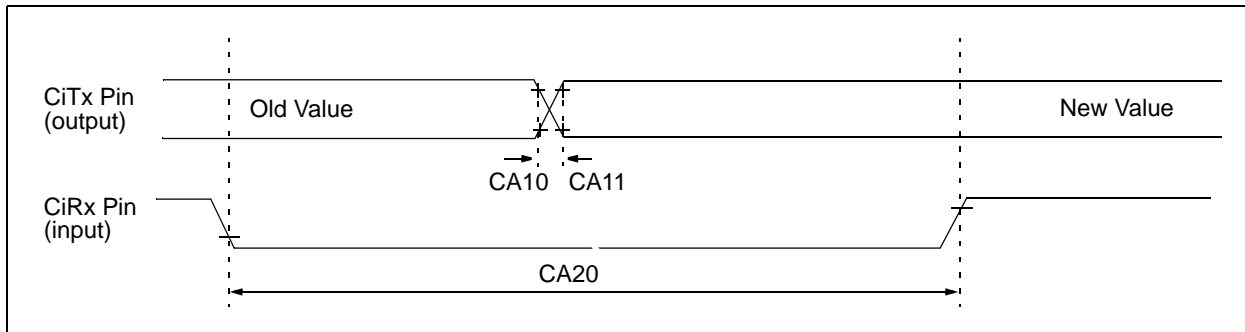 CiTx Pin
(output)
Old Value
New Value
CA10 CA11
CiRx Pin
(input)
CA20